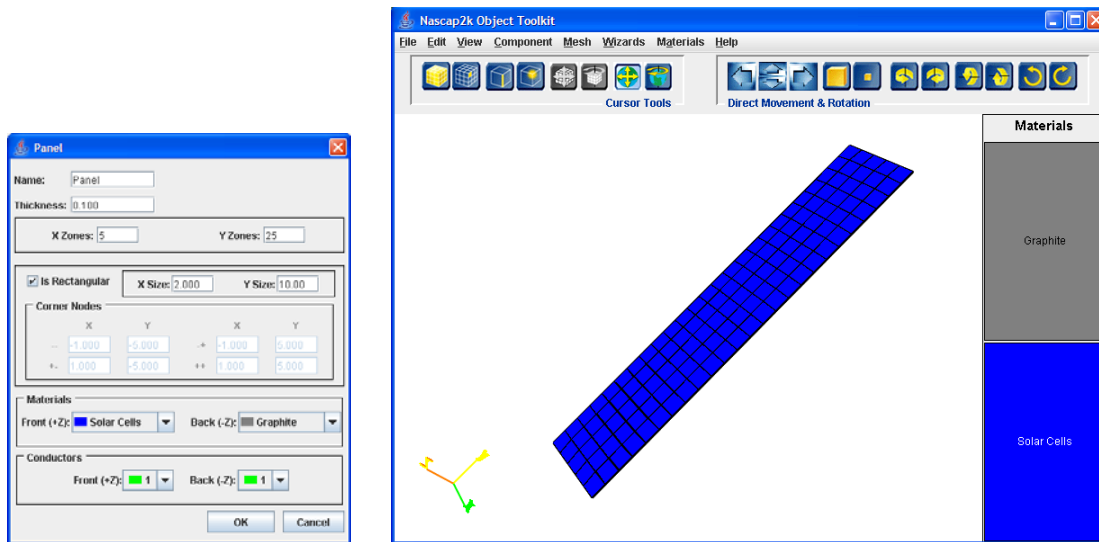 Panel
Name: Panel
Thickness: 0.100
X Zones: 5 Y Zones: 25
Is Rectangular X Size: 2.000 Y Size: 10.00
Corner Nodes
X Y X Y
-- -1.000 -5.000 -+ -1.000 5.000
+- 1.000 -5.000 ++ 1.000 5.000
Materials
Front (+Z): Solar Cells Back (-Z): Graphite
Conductors
Front (+Z): 1 Back (-Z): 1
OK Cancel
Nascap2k Object Toolkit
File Edit View Component Mesh Wizards Materials Help
Cursor Tools Direct Movement & Rotation
Materials
Graphite
Solar Cells